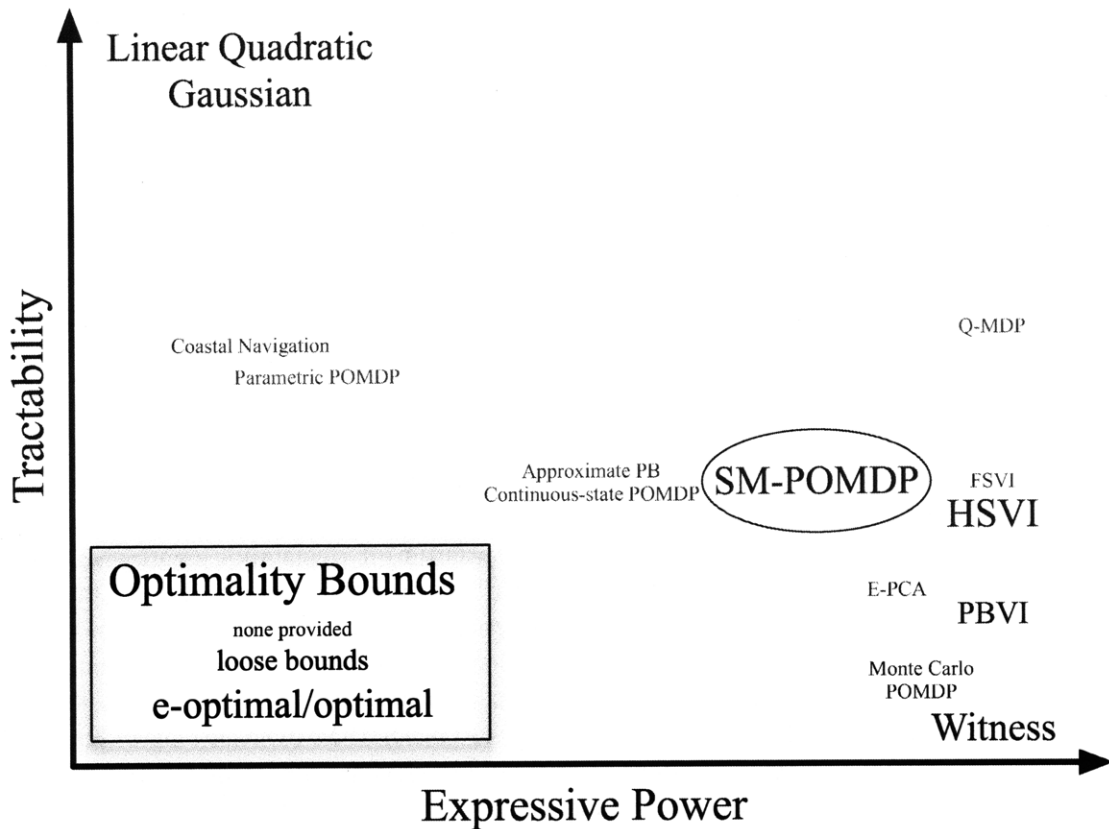 Linear Quadratic
Gaussian
Tractability
Q-MDP
Coastal Navigation
Parametric POMDP
Approximate PB
Continuous-state POMDP
SM-POMDP
FSVI
HSVI
Optimality Bounds
none provided
loose bounds
e-optimal/optimal
E-PCA
PBVI
Monte Carlo
POMDP
Witness
Expressive Power